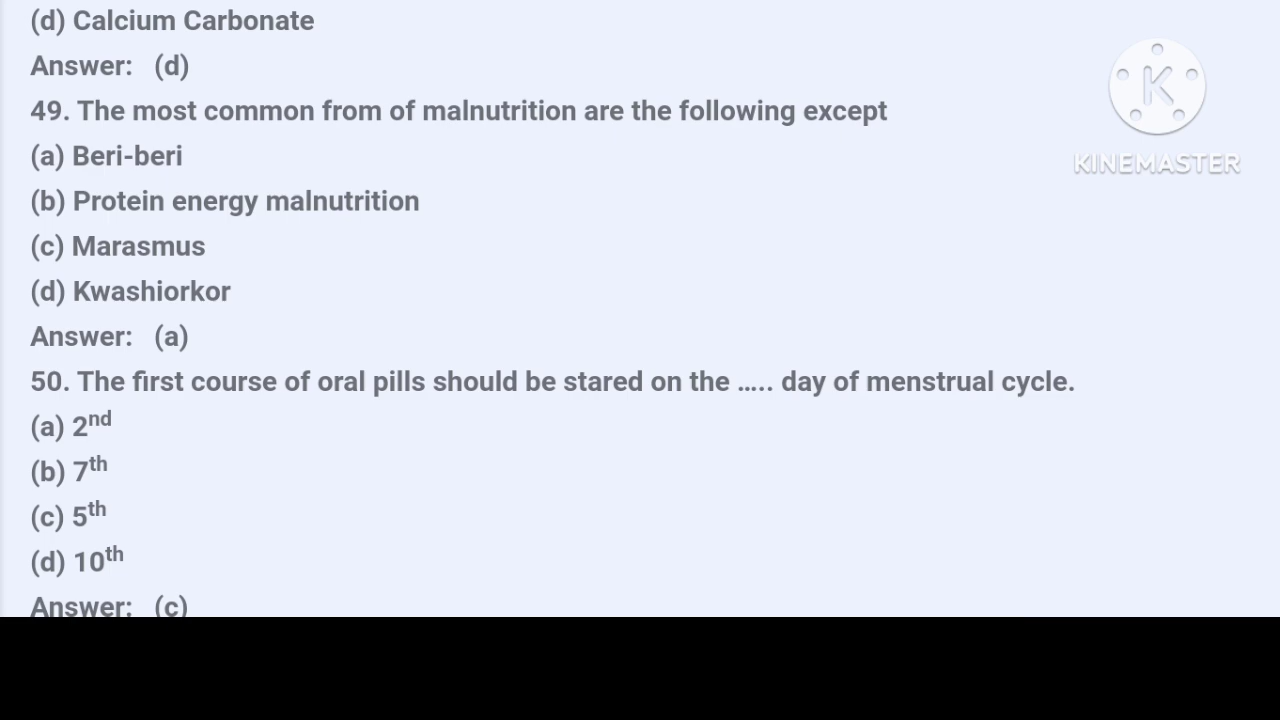 (d) Calcium Carbonate
Answer: (d)
49. The most common from of malnutrition are the following except
(a) Beri-beri
(b) Protein energy malnutrition
(c) Marasmus
(d) Kwashiorkor
Answer: (a)
50. The first course of oral pills should be stared on the ..... day of menstrual cycle.
(a) 2nd
(b) 7th
(c) 5th
(d) 10th
Answer: (c)
K
KINEMASTER